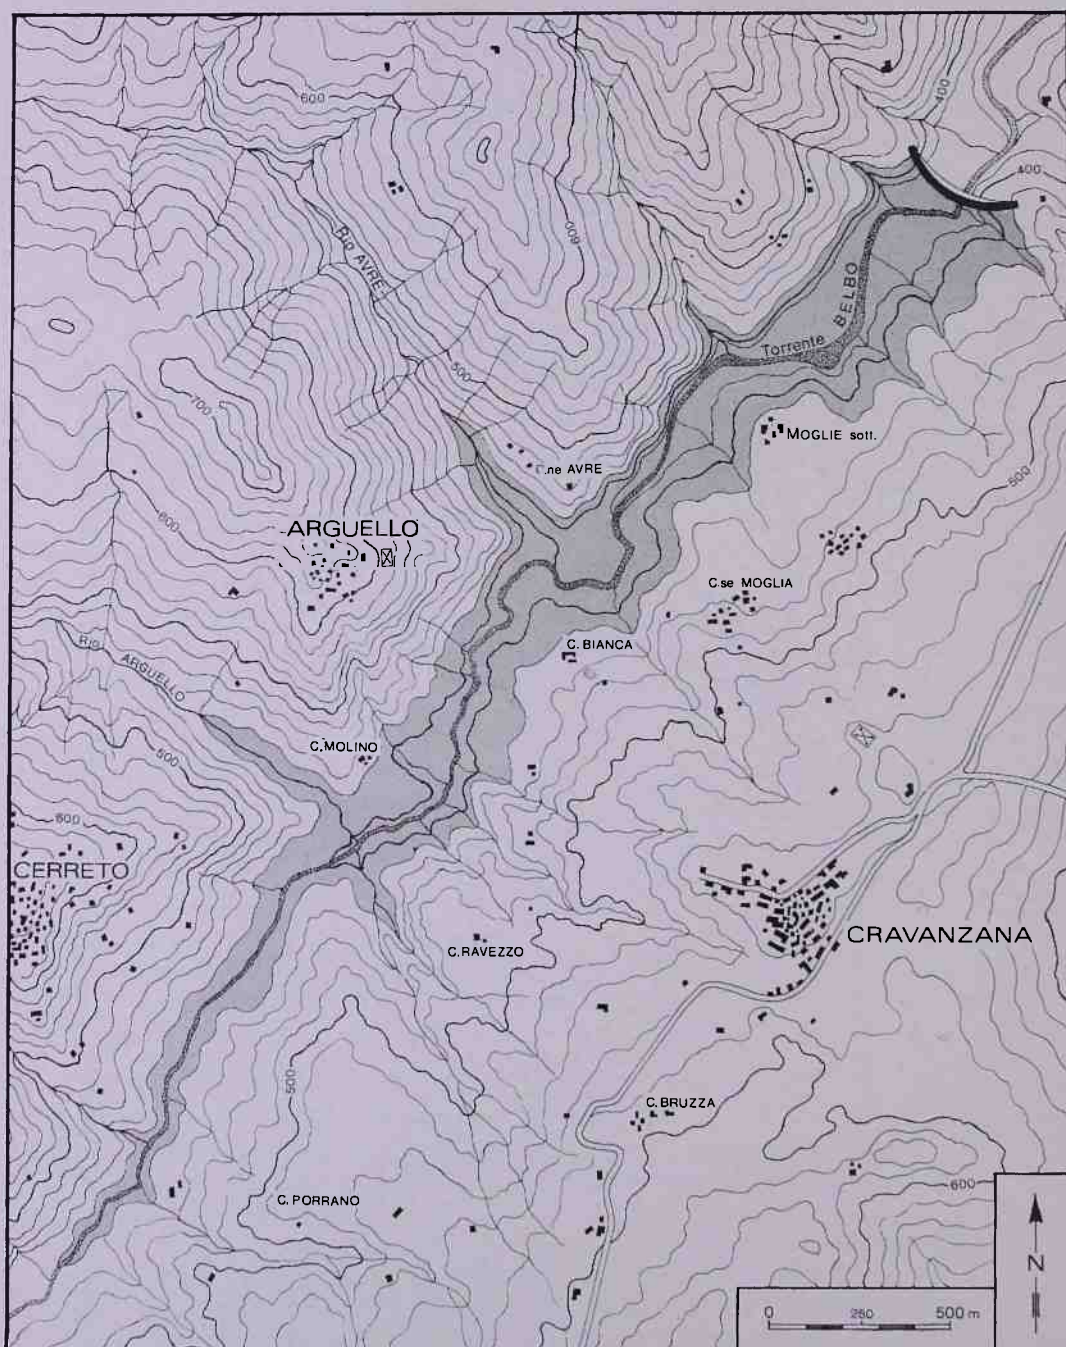 600
400
400
Rio AVRE
600
Torrente BELBO
500
700
MOGLIE sott.
.ne AVRE
500
600
ARGUELLO
C.se MOGLIA
C. BIANCA
Rio ARGUELLO
C. MOLINO
500
600
CERRETO
CRAVANZANA
C. RAVEZZO
500
C. BRUZZA
C. PORRANO
600
N
0 250 500 m